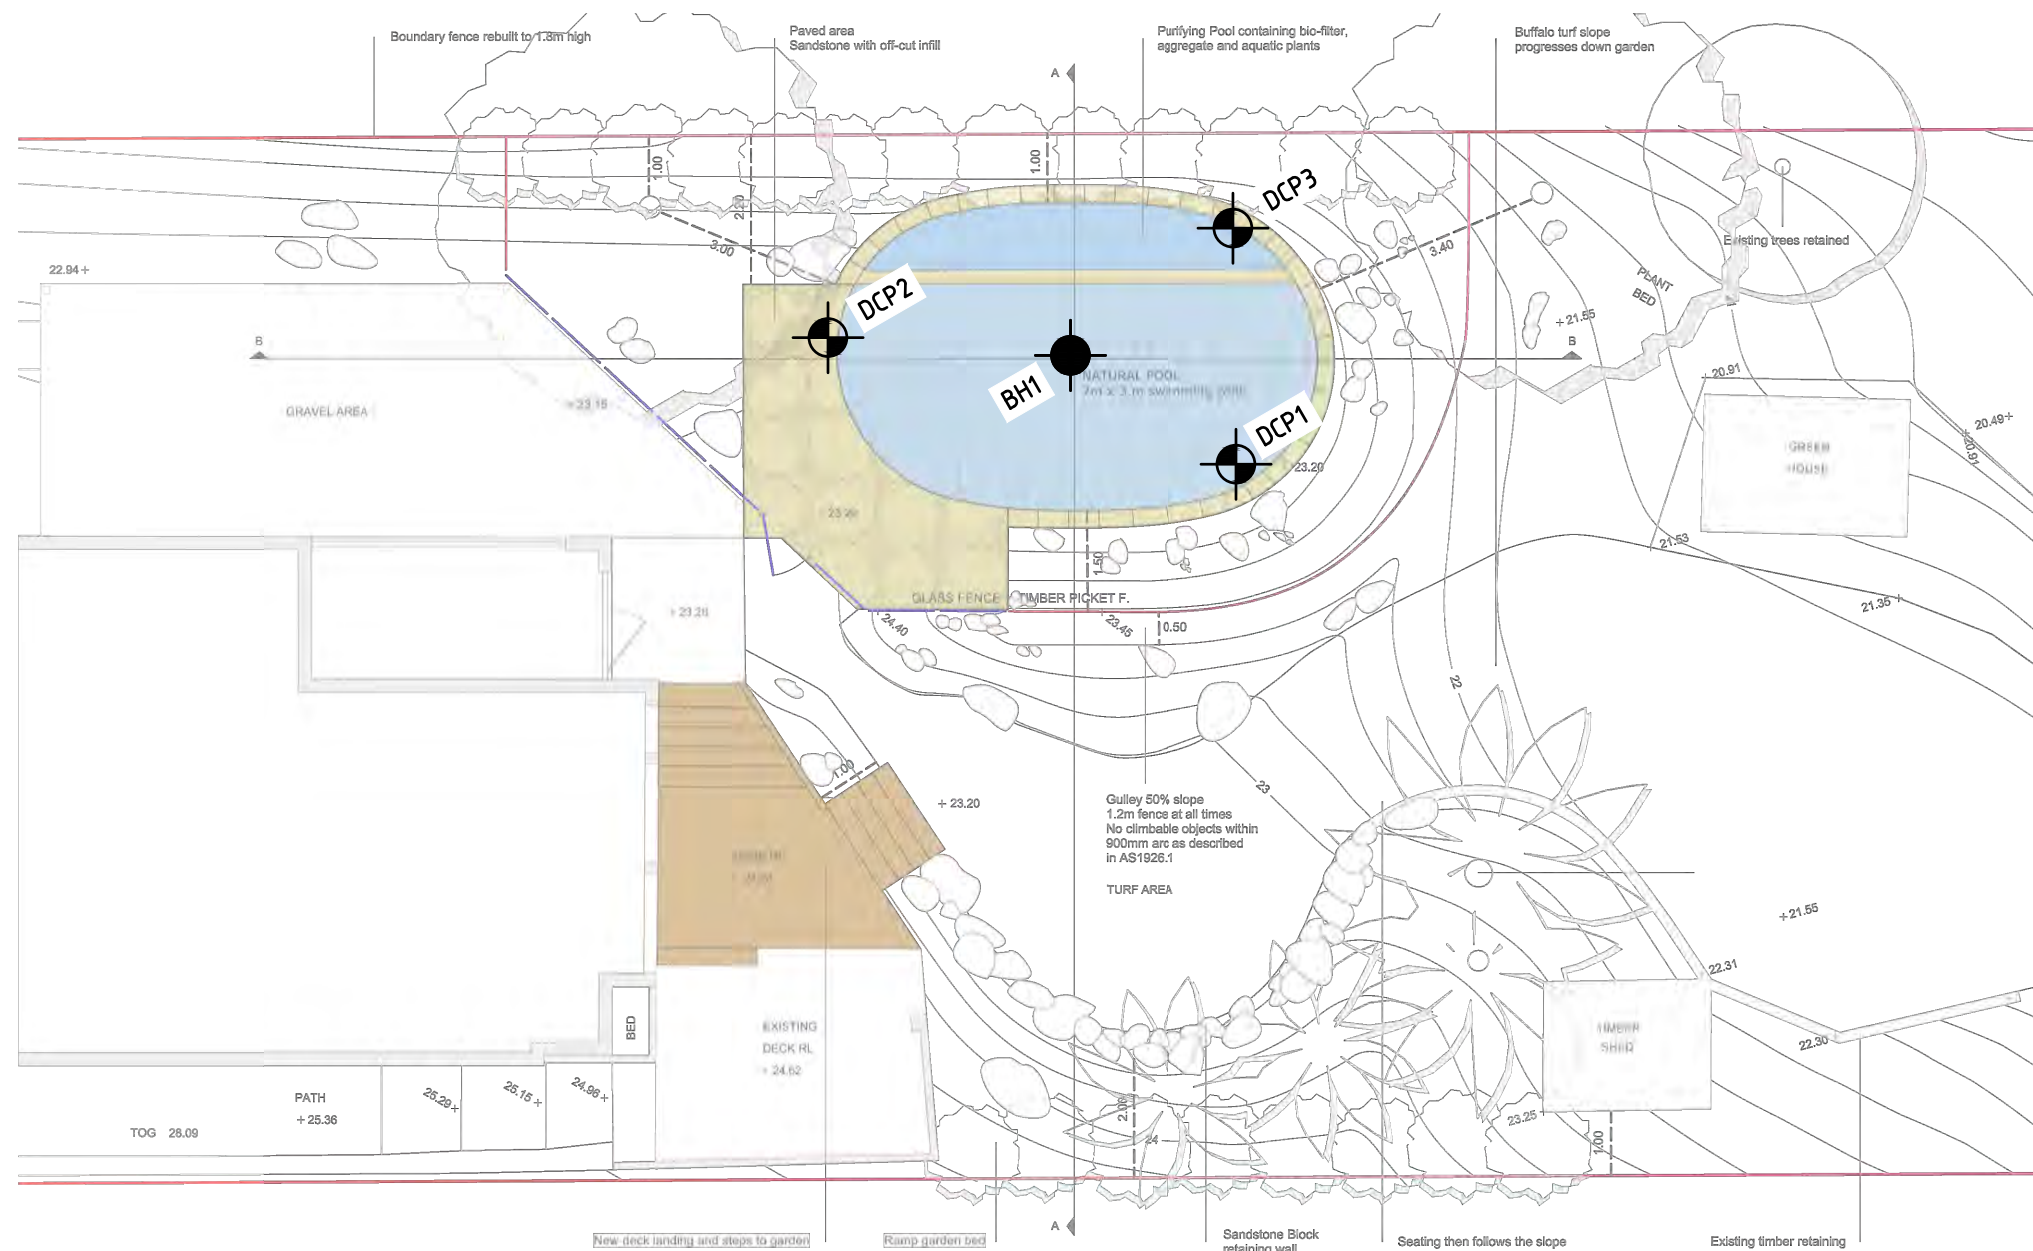 Boundary fence rebuilt to 1.8m high
Paved area
Sandstone with off-cut infill
Purifying Pool containing bio-filter,
aggregate and aquatic plants
Buffalo turf slope
progresses down garden
A
1.00
2.20
3.00
1.00
DCP3
3.40
Existing trees retained
PLANT
BED
22.94+
DCP2
+21.55
B
B
BH1
NATURAL POOL
7m x 3 m swimming
+20.91
GRAVEL AREA
+23.15
DCP1
23.20
GREEN
HOUSE
20.49+
+20.91
21.53
1.50
GLASS FENCE
TIMBER PICKET F.
+23.28
24.40
23.45
0.50
21.35+
22
23
1.00
+23.20
Gulley 50% slope
1.2m fence at all times
No climbable objects within
900mm arc as described
in AS1926.1
TURF AREA
+21.55
22.31
EXISTING
DECK RL
+ 24.62
BED
TIMBER
SHED
22.30
PATH
+25.36
25.29+
25.15+
24.96+
TOG 28.09
2.00
24
23.25
1.00
A
New deck landing and steps to garden
Ramp garden bed
Sandstone Block
retaining wall
Seating then follows the slope
Existing timber retaining